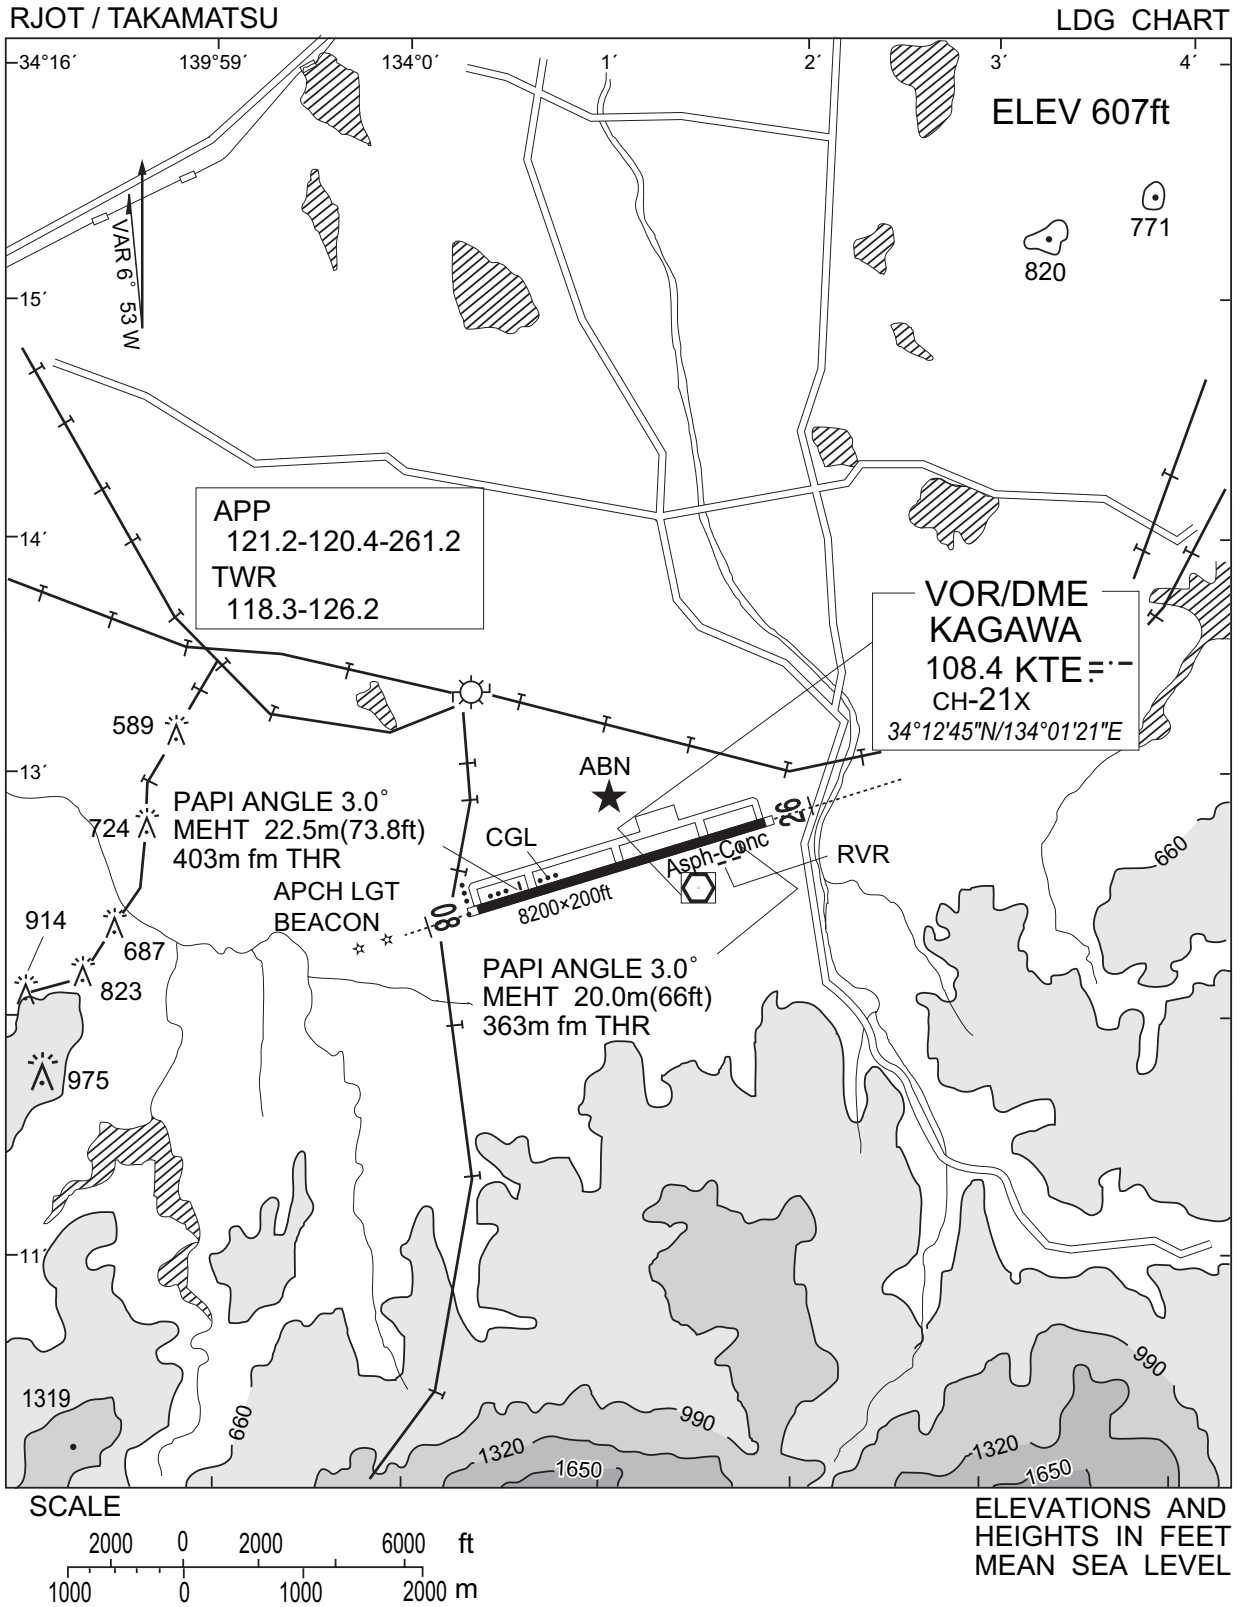 RJOT / TAKAMATSU
LDG CHART
34°16′
139°59′
134°0′
1′
2′
3′
4′
ELEV 607ft
771
820
VAR 6° 53 W
15′
APP
121.2-120.4-261.2
TWR
118.3-126.2
14′
VOR/DME
KAGAWA
108.4 KTE
CH-21X
34°12'45"N/134°01'21"E
589
13′
ABN
PAPI ANGLE 3.0°
MEHT 22.5m(73.8ft)
403m fm THR
724
CGL
26
Asph-Conc
RVR
660
APCH LGT
BEACON
08
8200×200ft
914
687
823
PAPI ANGLE 3.0°
MEHT 20.0m(66ft)
363m fm THR
975
11′
990
1319
660
990
1320
1650
1320
1650
SCALE
2000 0 2000 6000 ft
1000 0 1000 2000 m
ELEVATIONS AND
HEIGHTS IN FEET
MEAN SEA LEVEL